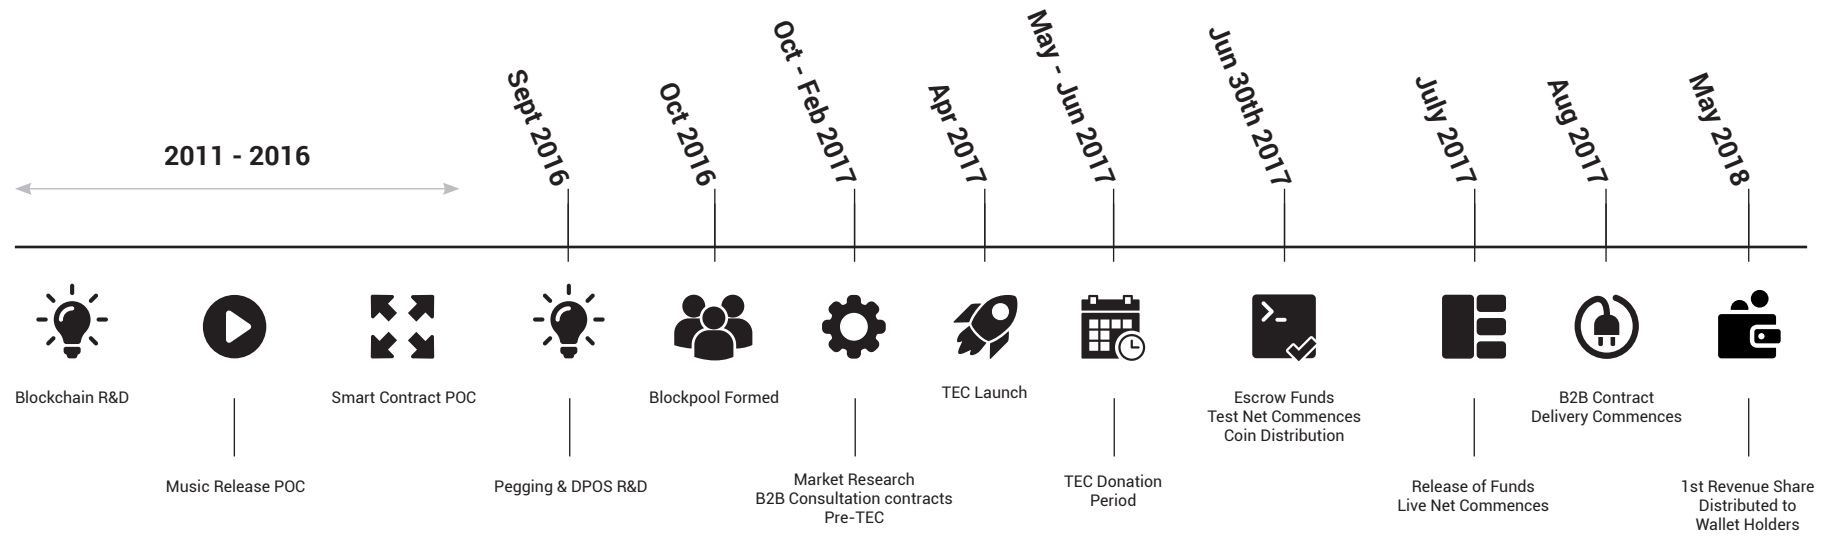 2011 - 2016
Sept 2016
Oct 2016
Oct - Feb 2017
Apr 2017
May - Jun 2017
Jun 30th 2017
July 2017
Aug 2017
May 2018
Blockchain R&D
Music Release POC
Smart Contract POC
Pegging & DPOS R&D
Blockpool Formed
Market Research
B2B Consultation contracts
Pre-TEC
TEC Launch
TEC Donation
Period
Escrow Funds
Test Net Commences
Coin Distribution
Release of Funds
Live Net Commences
B2B Contract
Delivery Commences
1st Revenue Share
Distributed to
Wallet Holders